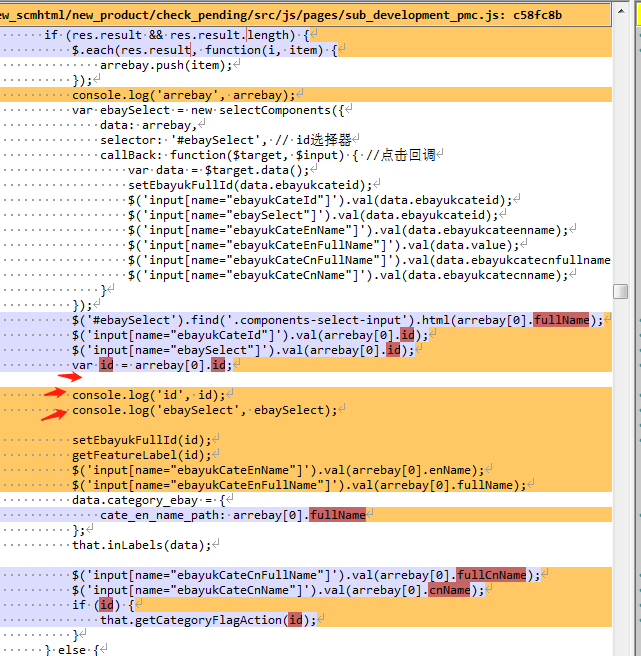 ew_scmhtml/new_product/check_pending/src/js/pages/sub_development_pmc.js: c58fc8b
if (res.result && res.result.length) {
$.each(res.result, function(i, item) {
arrebay.push(item);
});
console.log('arrebay', arrebay);
var ebaySelect = new selectComponents({
data: arrebay,
selector: '#ebaySelect', // id选择器
callBack: function($target, $input) { //点击回调
var data = $target.data();
setEbayukFullId(data.ebayukcateid);
$('input[name="ebayukCateId"]').val(data.ebayukcateid);
$('input[name="ebaySelect"]').val(data.ebayukcateid);
$('input[name="ebayukCateEnName"]').val(data.ebayukcateenname);
$('input[name="ebayukCateEnFullName"]').val(data.value);
$('input[name="ebayukCateCnFullName"]').val(data.ebayukcatecnfullname
$('input[name="ebayukCateCnName"]').val(data.ebayukcatecnname);
}
});
$('#ebaySelect').find('.components-select-input').html(arrebay[0].fullName);
$('input[name="ebayukCateId"]').val(arrebay[0].id);
$('input[name="ebaySelect"]').val(arrebay[0].id);
var id = arrebay[0].id;
console.log('id', id);
console.log('ebaySelect', ebaySelect);
setEbayukFullId(id);
getFeatureLabel(id);
$('input[name="ebayukCateEnName"]').val(arrebay[0].enName);
$('input[name="ebayukCateEnFullName"]').val(arrebay[0].fullName);
data.category_ebay = {
cate_en_name_path: arrebay[0].fullName
};
that.inLabels(data);
$('input[name="ebayukCateCnFullName"]').val(arrebay[0].fullCnName);
$('input[name="ebayukCateCnName"]').val(arrebay[0].cnName);
if (id) {
that.getCategoryFlagAction(id);
}
} else {